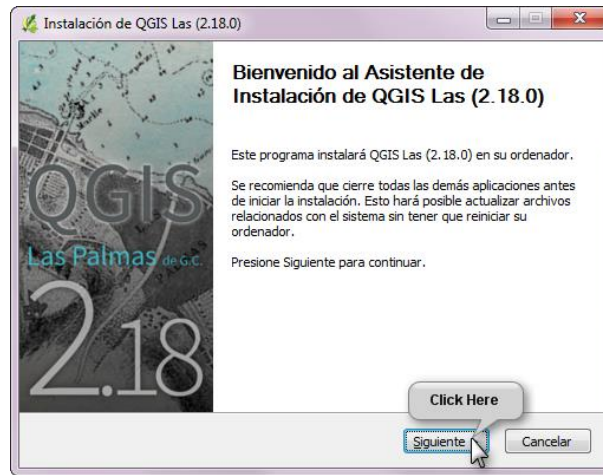 Instalación de QGIS Las (2.18.0)
QGIS
Las Palmas de G.C.
2.18
Bienvenido al Asistente de
Instalación de QGIS Las (2.18.0)
Este programa instalará QGIS Las (2.18.0) en su ordenador.
Se recomienda que cierre todas las demás aplicaciones antes
de iniciar la instalación. Esto hará posible actualizar archivos
relacionados con el sistema sin tener que reiniciar su
ordenador.
Presione Siguiente para continuar.
Click Here
Siguiente
Cancelar